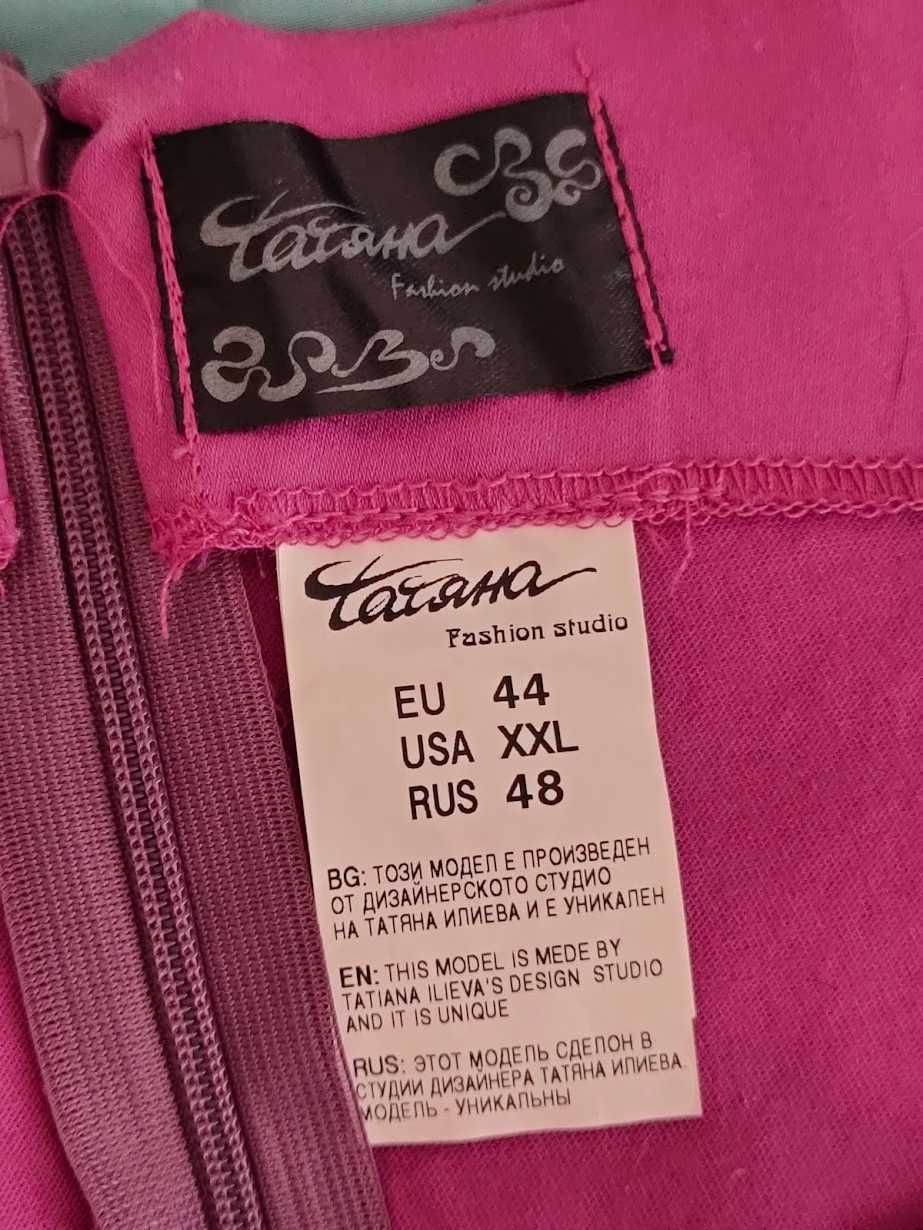 Татяна
Fashion studio
Татяна
Fashion studio
EU 44
USA XXL
RUS 48
BG: ТОЗИ МОДЕЛ Е ПРОИЗВЕДЕН
ОТ ДИЗАЙНЕРСКОТО СТУДИО
НА ТАТЯНА ИЛИЕВА И Е УНИКАЛЕН
EN: THIS MODEL IS MEDE BY
TATIANA ILIEVA'S DESIGN STUDIO
AND IT IS UNIQUE
RUS: ЭТОТ МОДЕЛЬ СДЕЛОН В
СТУДИИ ДИЗАЙНЕРА ТАТЯНА ИЛИЕВА.
МОДЕЛЬ - УНИКАЛЬНЫ